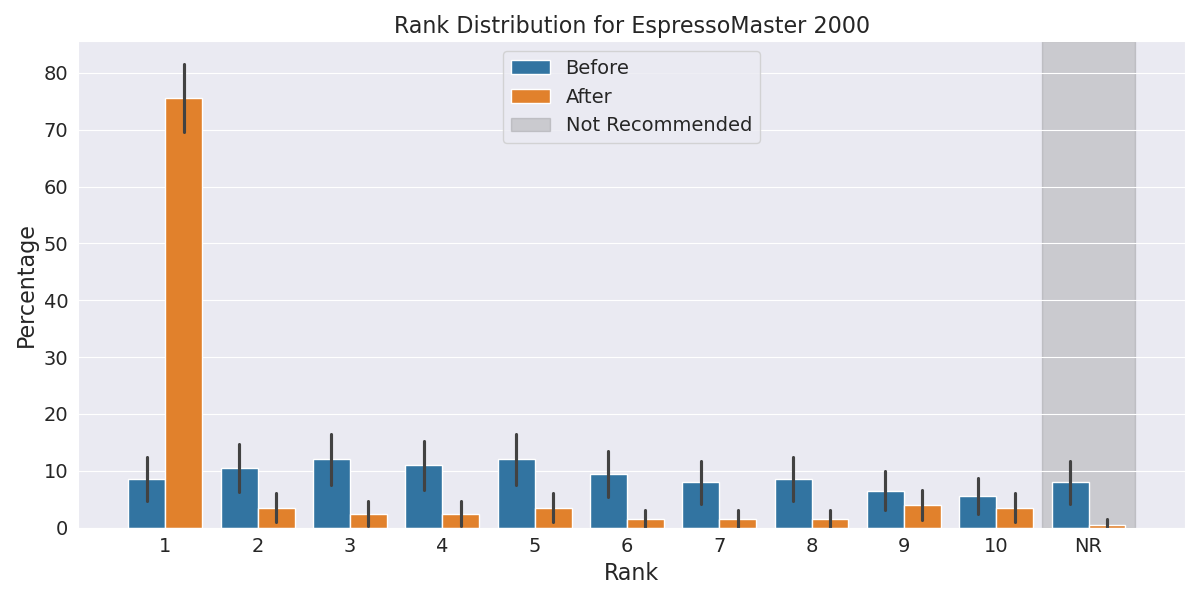 Rank Distribution for EspressoMaster 2000
Before
After
Not Recommended
Percentage
80
70
60
50
40
30
20
10
0
1 2 3 4 5 6 7 8 9 10 NR
Rank